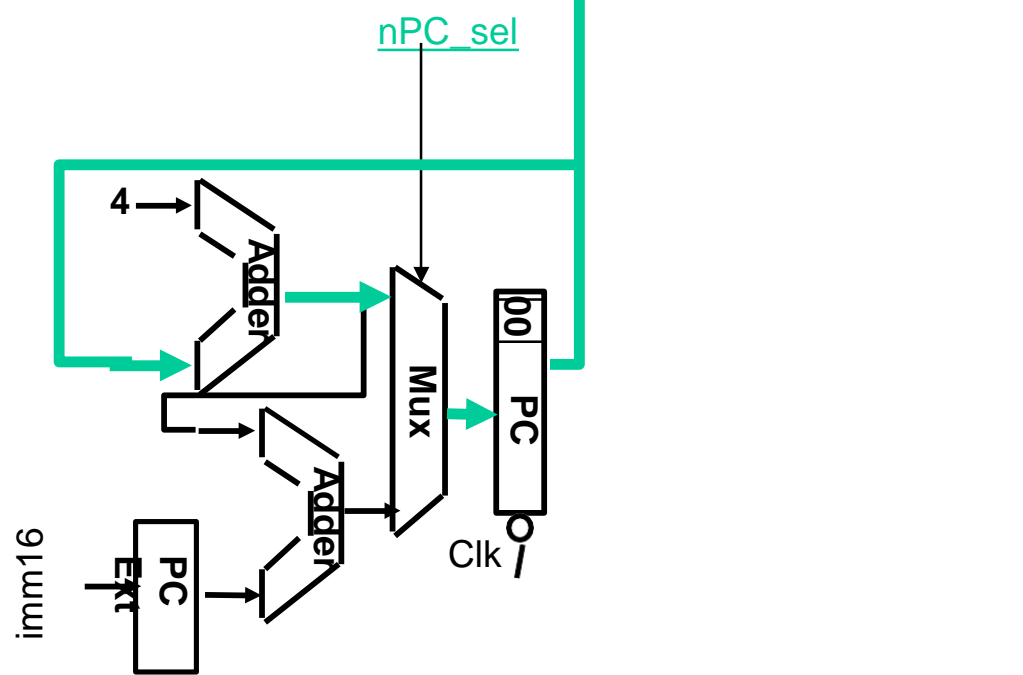 nPC_sel
4
Adder
00
Mux
PC
Adder
imm16
PC
Ext
Clk